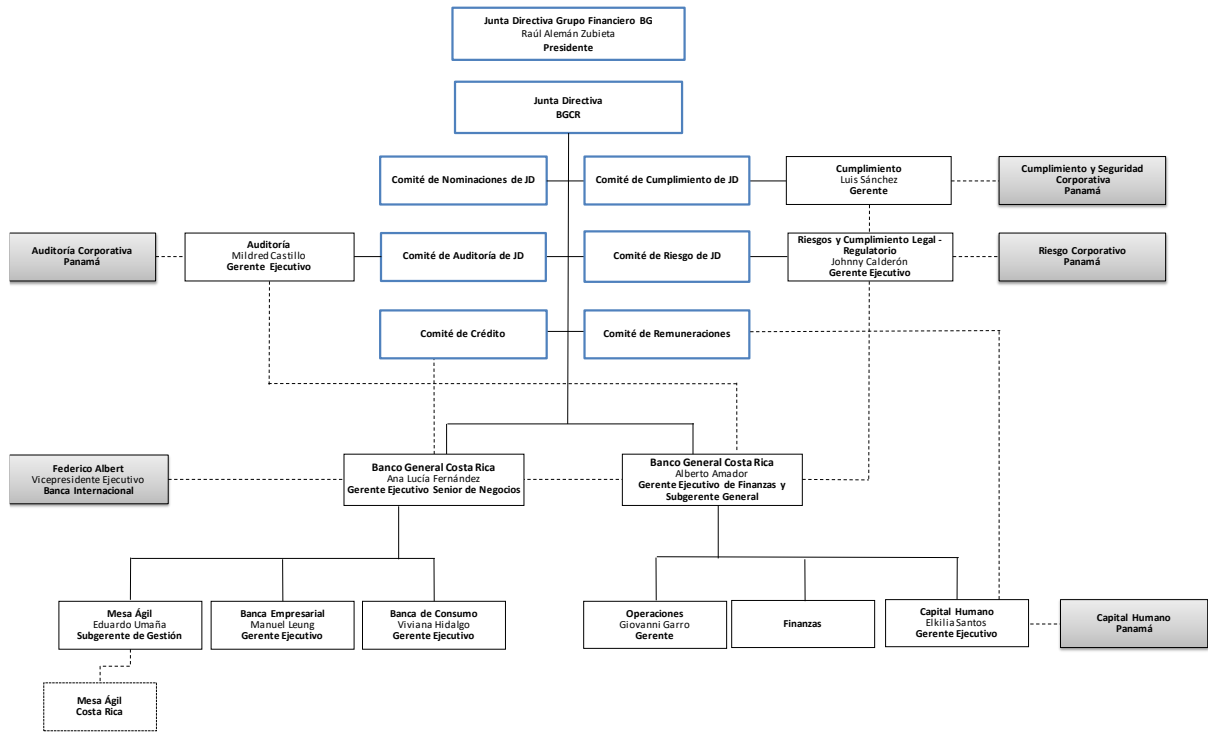 Junta Directiva Grupo Financiero BG
Raúl Alemán Zubieta
Presidente
Junta Directiva
BGCR
Comité de Nominaciones de JD
Comité de Cumplimiento de JD
Cumplimiento
Luis Sánchez
Gerente
Cumplimiento y Seguridad
Corporativa
Panamá
Auditoría Corporativa
Panamá
Auditoría
Mildred Castillo
Gerente Ejecutivo
Comité de Auditoría de JD
Comité de Riesgo de JD
Riesgos y Cumplimiento Legal -
Regulatorio
Johnny Calderón
Gerente Ejecutivo
Riesgo Corporativo
Panamá
Comité de Crédito
Comité de Remuneraciones
Federico Albert
Vicepresidente Ejecutivo
Banca Internacional
Banco General Costa Rica
Ana Lucía Fernández
Gerente Ejecutivo Senior de Negocios
Banco General Costa Rica
Alberto Amador
Gerente Ejecutivo de Finanzas y
Subgerente General
Mesa Ágil
Eduardo Umaña
Subgerente de Gestión
Banca Empresarial
Manuel Leung
Gerente Ejecutivo
Banca de Consumo
Viviana Hidalgo
Gerente Ejecutivo
Operaciones
Giovanni Garro
Gerente
Finanzas
Capital Humano
Elkilia Santos
Gerente Ejecutivo
Capital Humano
Panamá
Mesa Ágil
Costa Rica